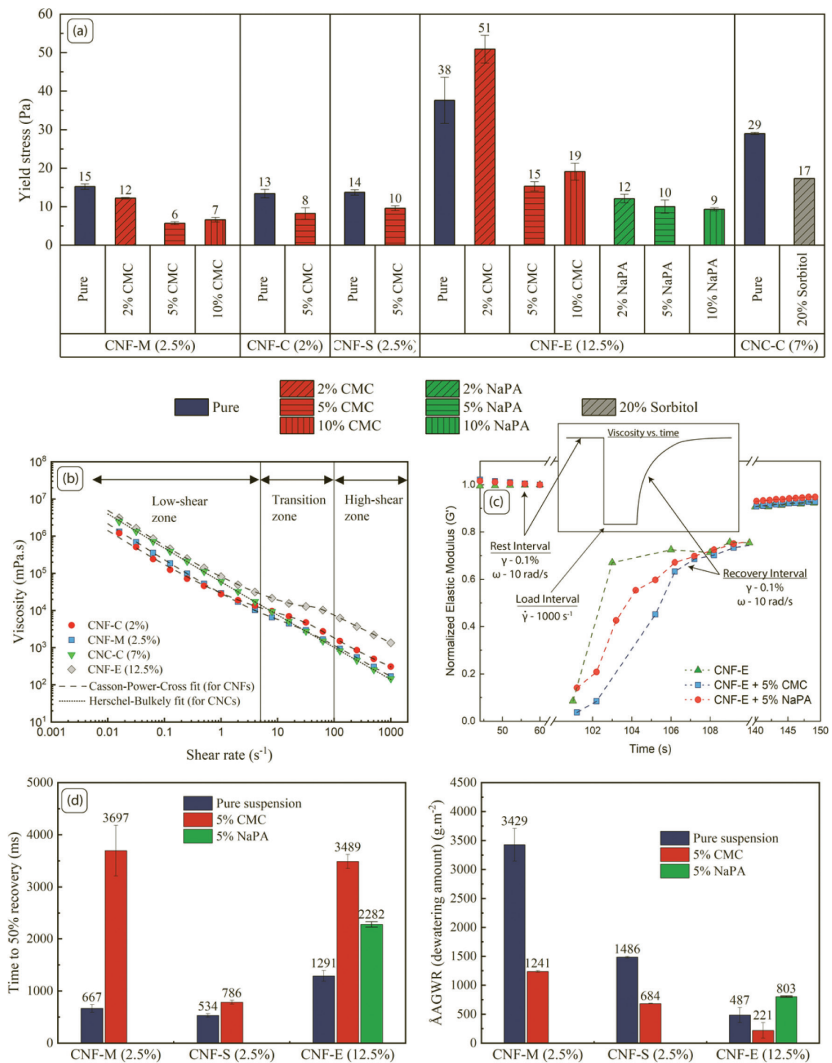 (a)
60
50
40
30
20
10
0
Yield stress (Pa)
15
12
6
7
13
8
14
10
38
51
15
19
12
10
9
29
17
Pure
2% CMC
5% CMC
10% CMC
Pure
5% CMC
Pure
5% CMC
Pure
2% CMC
5% CMC
10% CMC
2% NaPA
5% NaPA
10% NaPA
Pure
20% Sorbitol
CNF-M (2.5%)
CNF-C (2%)
CNF-S (2.5%)
CNF-E (12.5%)
CNC-C (7%)
Pure
2% CMC
5% CMC
10% CMC
2% NaPA
5% NaPA
10% NaPA
20% Sorbitol
(b)
10⁸
10⁷
10⁶
10⁵
10⁴
10³
10²
10¹
Viscosity (mPa.s)
Low-shear
zone
Transition
zone
High-shear
zone
CNF-C (2%)
CNF-M (2.5%)
CNC-C (7%)
CNF-E (12.5%)
Casson-Power-Cross fit (for CNFs)
Herschel-Bulkely fit (for CNCs)
0.001
0.01
0.1
1
10
100
1000
Shear rate (s⁻¹)
(c)
Viscosity vs. time
1.0
0.8
0.6
0.4
0.2
0.0
Normalized Elastic Modulus (G')
Rest Interval
γ - 0.1%
ω - 10 rad/s
Load Interval
γ̇ - 1000 s⁻¹
Recovery Interval
γ - 0.1%
ω - 10 rad/s
CNF-E
CNF-E + 5% CMC
CNF-E + 5% NaPA
50
60
102
104
106
108
140
145
150
Time (s)
(d)
5000
4000
3000
2000
1000
0
Time to 50% recovery (ms)
Pure suspension
5% CMC
5% NaPA
667
3697
534
786
1291
3489
2282
CNF-M (2.5%)
CNF-S (2.5%)
CNF-E (12.5%)
4500
4000
3500
3000
2500
2000
1500
1000
500
0
ÅAGWR (dewatering amount) (g.m⁻²)
Pure suspension
5% CMC
5% NaPA
3429
1241
1486
684
487
221
803
CNF-M (2.5%)
CNF-S (2.5%)
CNF-E (12.5%)